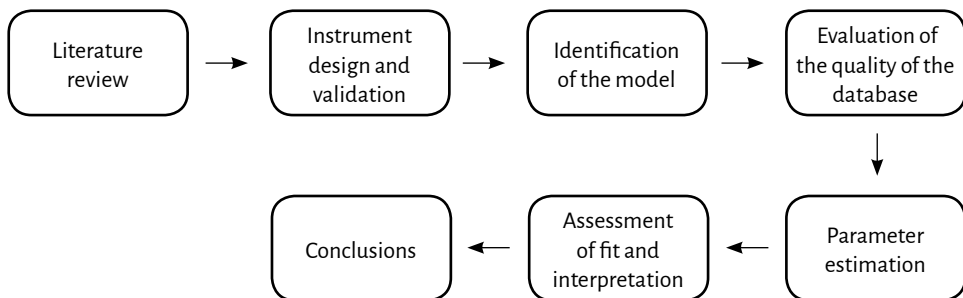 Literature
review
Instrument
design and
validation
Identification
of the model
Evaluation of
the quality of the
database
Parameter
estimation
Assessment
of fit and
interpretation
Conclusions